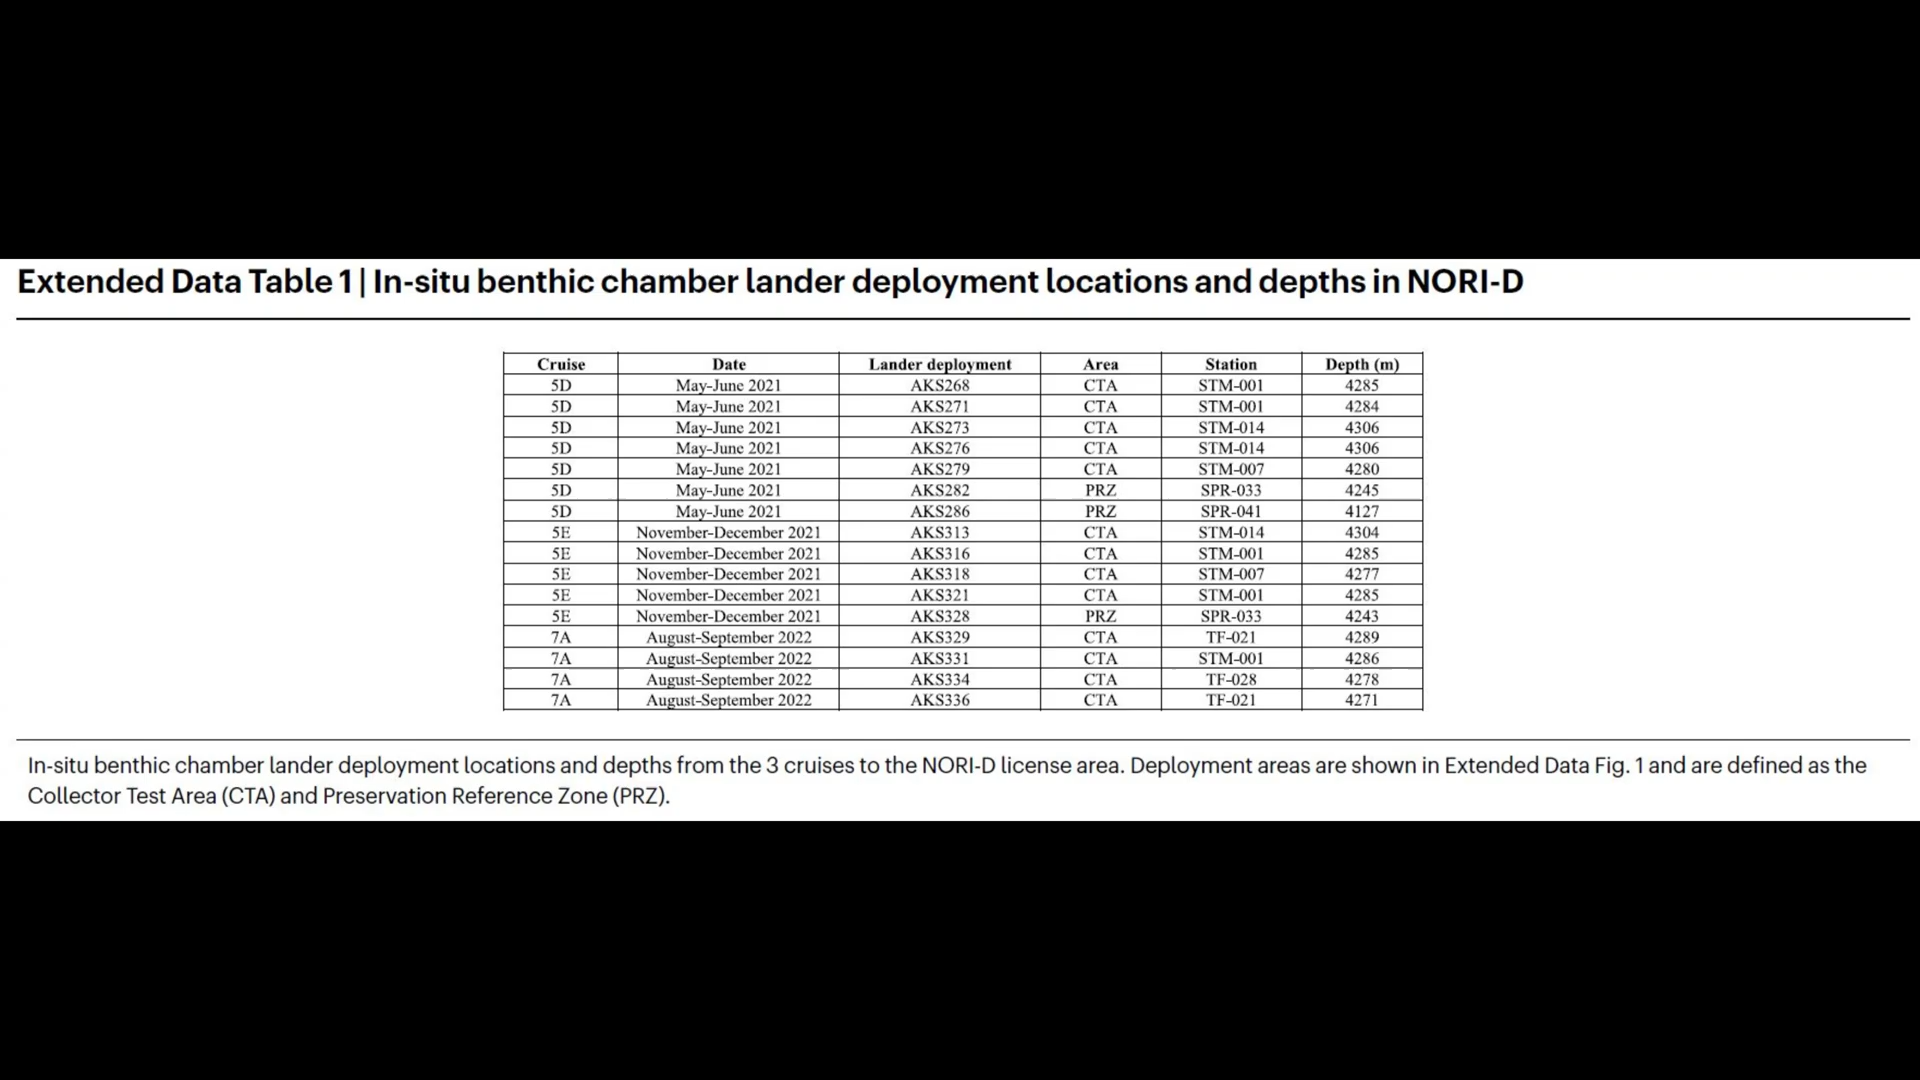 Extended Data Table 1 | In-situ benthic chamber lander deployment locations and depths in NORI-D
Cruise Date Lander deployment Area Station Depth (m)
5D May-June 2021 AKS268 CTA STM-001 4285
5D May-June 2021 AKS271 CTA STM-001 4284
5D May-June 2021 AKS273 CTA STM-014 4306
5D May-June 2021 AKS276 CTA STM-014 4306
5D May-June 2021 AKS279 CTA STM-007 4280
5D May-June 2021 AKS282 PRZ SPR-033 4245
5D May-June 2021 AKS286 PRZ SPR-041 4127
5E November-December 2021 AKS313 CTA STM-014 4304
5E November-December 2021 AKS316 CTA STM-001 4285
5E November-December 2021 AKS318 CTA STM-007 4277
5E November-December 2021 AKS321 CTA STM-001 4285
5E November-December 2021 AKS328 PRZ SPR-033 4243
7A August-September 2022 AKS329 CTA TF-021 4289
7A August-September 2022 AKS331 CTA STM-001 4286
7A August-September 2022 AKS334 CTA TF-028 4278
7A August-September 2022 AKS336 CTA TF-021 4271
In-situ benthic chamber lander deployment locations and depths from the 3 cruises to the NORI-D license area. Deployment areas are shown in Extended Data Fig. 1 and are defined as the
Collector Test Area (CTA) and Preservation Reference Zone (PRZ).